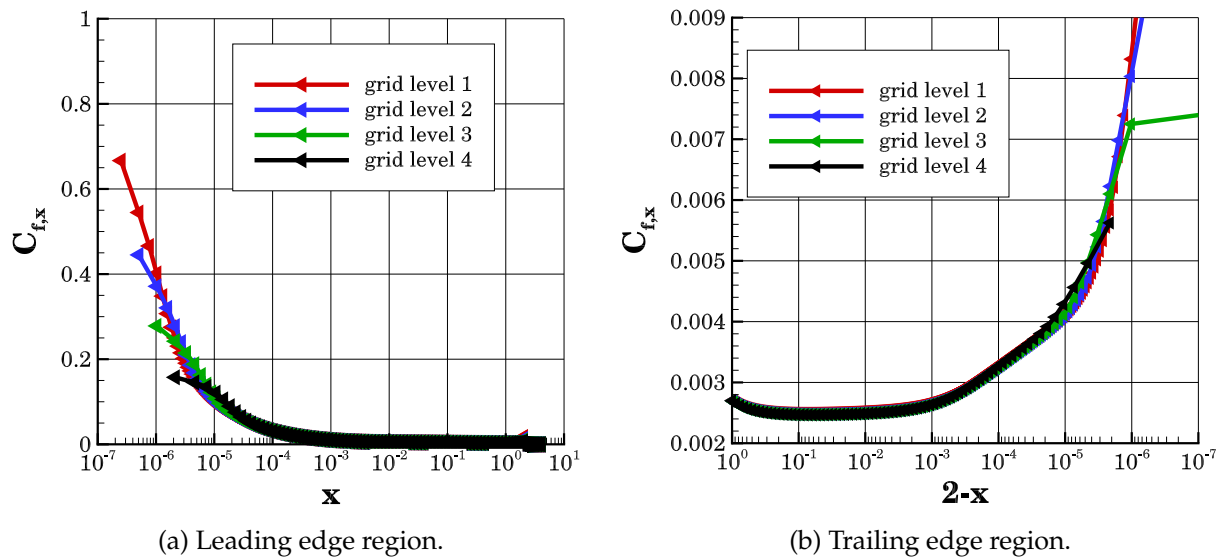 1
0.8
0.6
0.4
0.2
0
C_{f,x}
grid level 1
grid level 2
grid level 3
grid level 4
10^{-7} 10^{-6} 10^{-5} 10^{-4} 10^{-3} 10^{-2} 10^{-1} 10^{0} 10^{1}
x
(a) Leading edge region.
0.009
0.008
0.007
0.006
0.005
0.004
0.003
0.002
C_{f,x}
grid level 1
grid level 2
grid level 3
grid level 4
10^{0} 10^{-1} 10^{-2} 10^{-3} 10^{-4} 10^{-5} 10^{-6} 10^{-7}
2-x
(b) Trailing edge region.